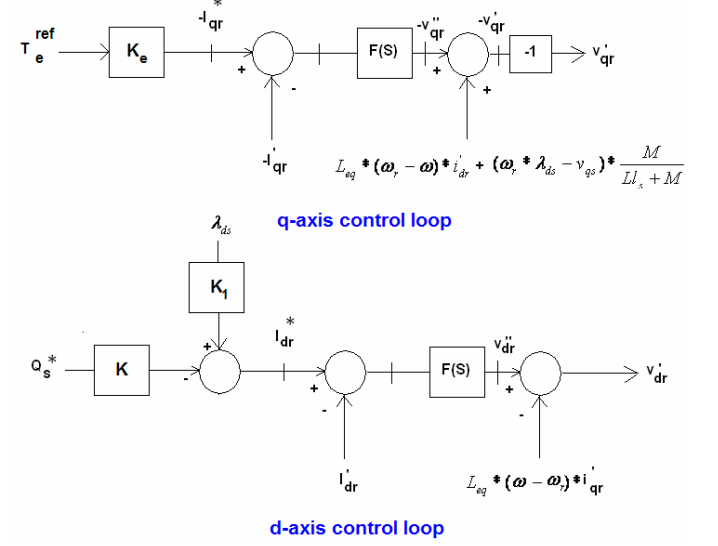 T_e^ref
K_e
-I_qr^*
+
-
-I'_qr
F(S)
-v''_qr
+
+
-v'_qr
-1
v'_qr
L_eq * (ω_r − ω) * i'_dr + (ω_r * λ_ds − v_qs) * M / (Ll_s + M)
q-axis control loop
λ_ds
K_1
Q_s*
K
+
-
I_dr^*
+
-
I'_dr
F(S)
v''_dr
+
-
v'_dr
L_eq * (ω − ω_r) * i'_qr
d-axis control loop